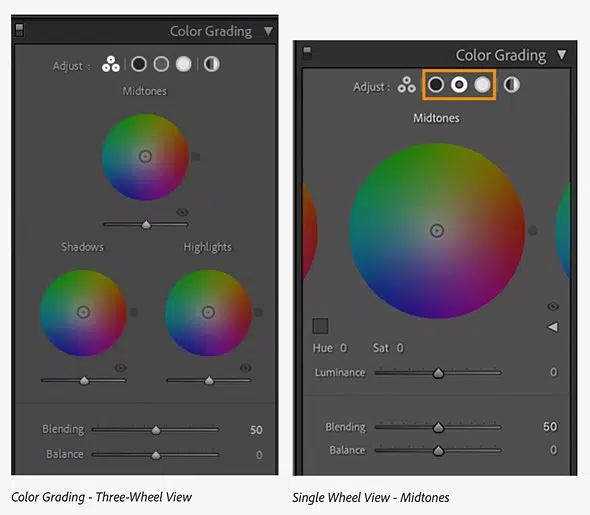 Color Grading
Adjust :
Midtones
Shadows Highlights
Blending 50
Balance 0
Color Grading - Three-Wheel View
Color Grading
Adjust :
Midtones
Hue 0 Sat 0
Luminance 0
Blending 50
Balance 0
Single Wheel View - Midtones